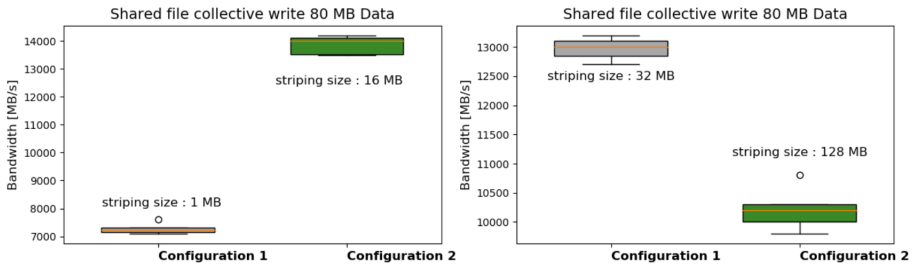 Shared file collective write 80 MB Data
Bandwidth [MB/s]
14000
13000
12000
11000
10000
9000
8000
7000
striping size : 16 MB
striping size : 1 MB
Configuration 1
Configuration 2
Shared file collective write 80 MB Data
Bandwidth [MB/s]
13000
12500
12000
11500
11000
10500
10000
striping size : 32 MB
striping size : 128 MB
Configuration 1
Configuration 2